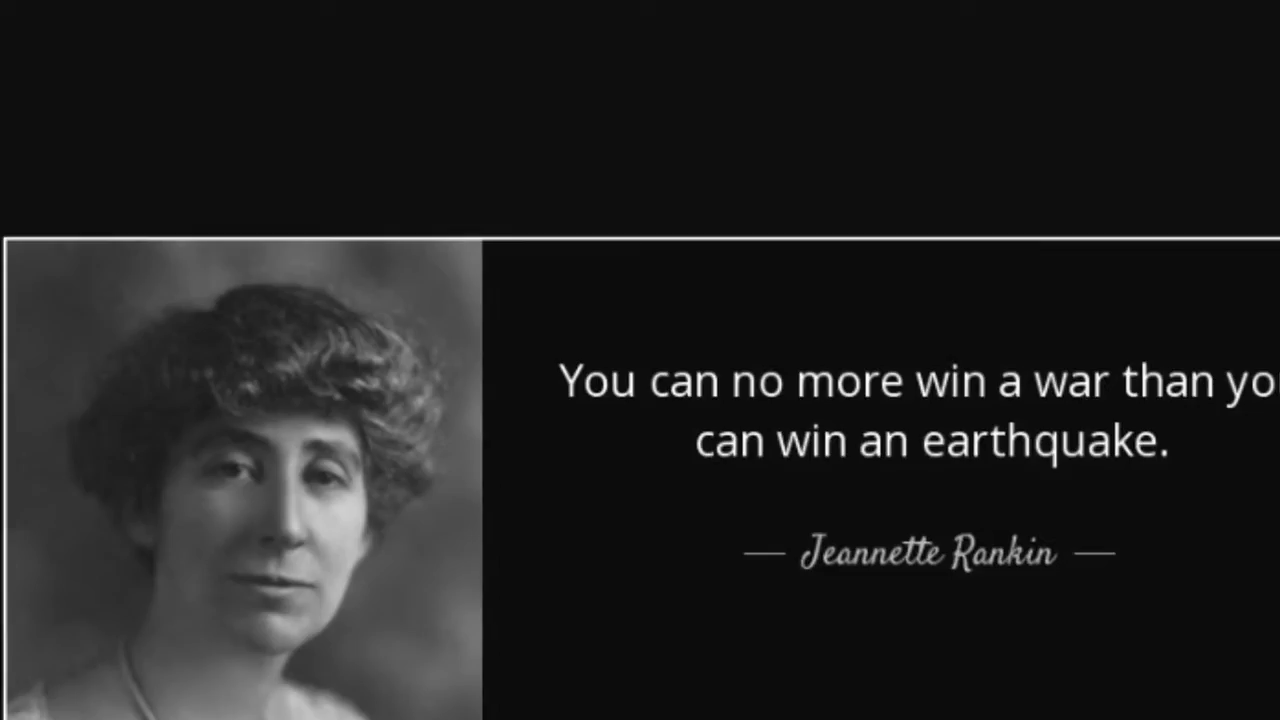 You can no more win a war than yo
can win an earthquake.
— Jeannette Rankin —